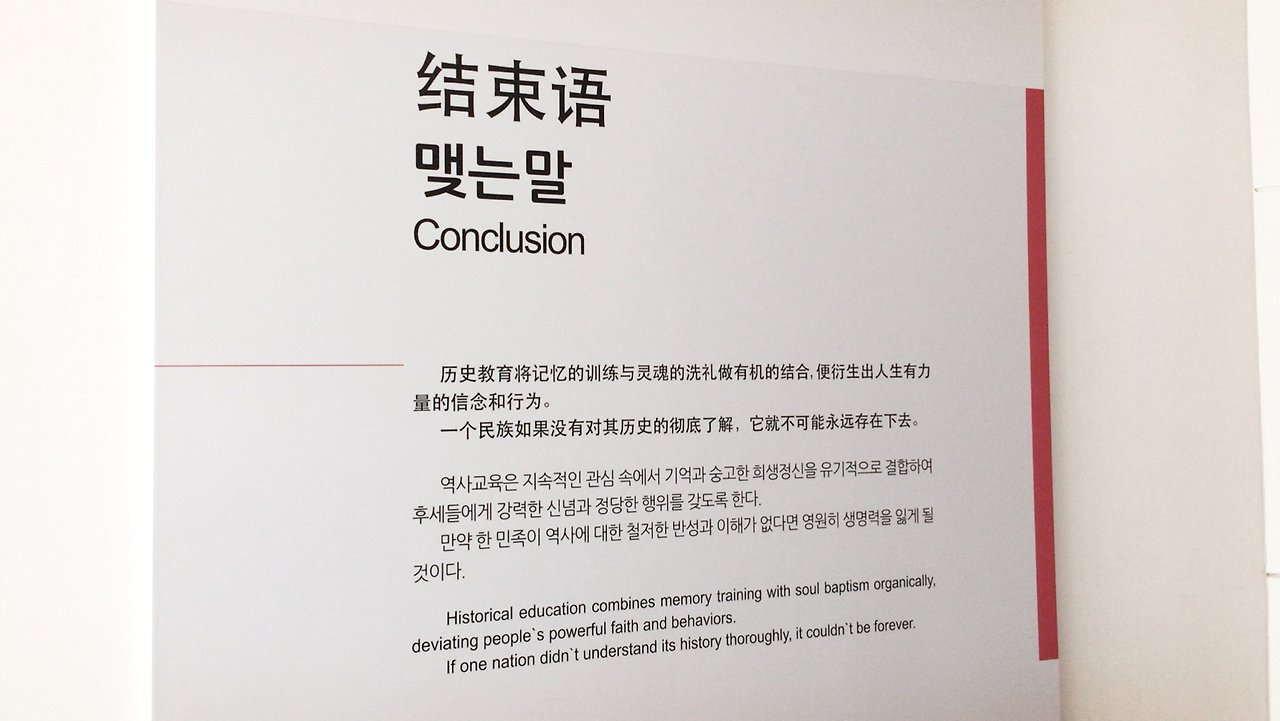 结束语
맺는말
Conclusion
历史教育将记忆的训练与灵魂的洗礼做有机的结合,便衍生出人生有力
量的信念和行为。
一个民族如果没有对其历史的彻底了解，它就不可能永远存在下去。
역사교육은 지속적인 관심 속에서 기억과 숭고한 희생정신을 유기적으로 결합하여
후세들에게 강력한 신념과 정당한 행위를 갖도록 한다.
만약 한 민족이 역사에 대한 철저한 반성과 이해가 없다면 영원히 생명력을 잃게 될
것이다.
Historical education combines memory training with soul baptism organically,
deviating people`s powerful faith and behaviors.
If one nation didn`t understand its history thoroughly, it couldn`t be forever.